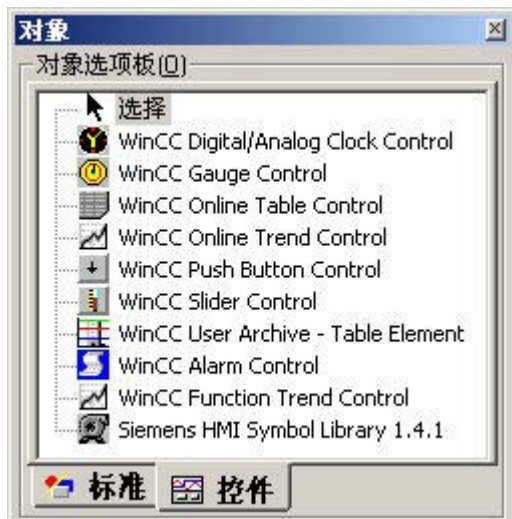 对象
对象选项板(O)
选择
WinCC Digital/Analog Clock Control
WinCC Gauge Control
WinCC Online Table Control
WinCC Online Trend Control
WinCC Push Button Control
WinCC Slider Control
WinCC User Archive - Table Element
WinCC Alarm Control
WinCC Function Trend Control
Siemens HMI Symbol Library 1.4.1
标准 控件